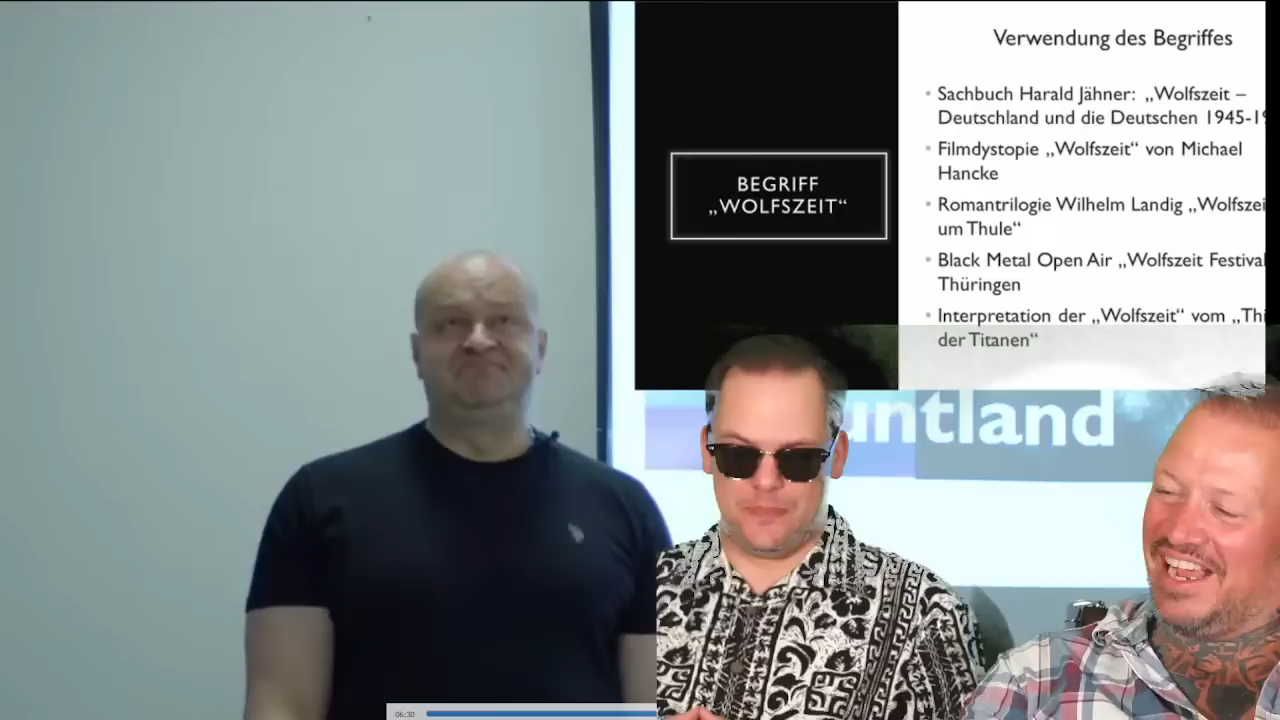 BEGRIFF
„WOLFSZEIT“
Verwendung des Begriffes
Sachbuch Harald Jähner: „Wolfszeit –
Deutschland und die Deutschen 1945-1
Filmdystopie „Wolfszeit“ von Michael
Hancke
Romantrilogie Wilhelm Landig „Wolfszei
um Thule“
Black Metal Open Air „Wolfszeit Festival
Thüringen
Interpretation der „Wolfszeit“ vom „Thi
der Titanen“
untland
06:30